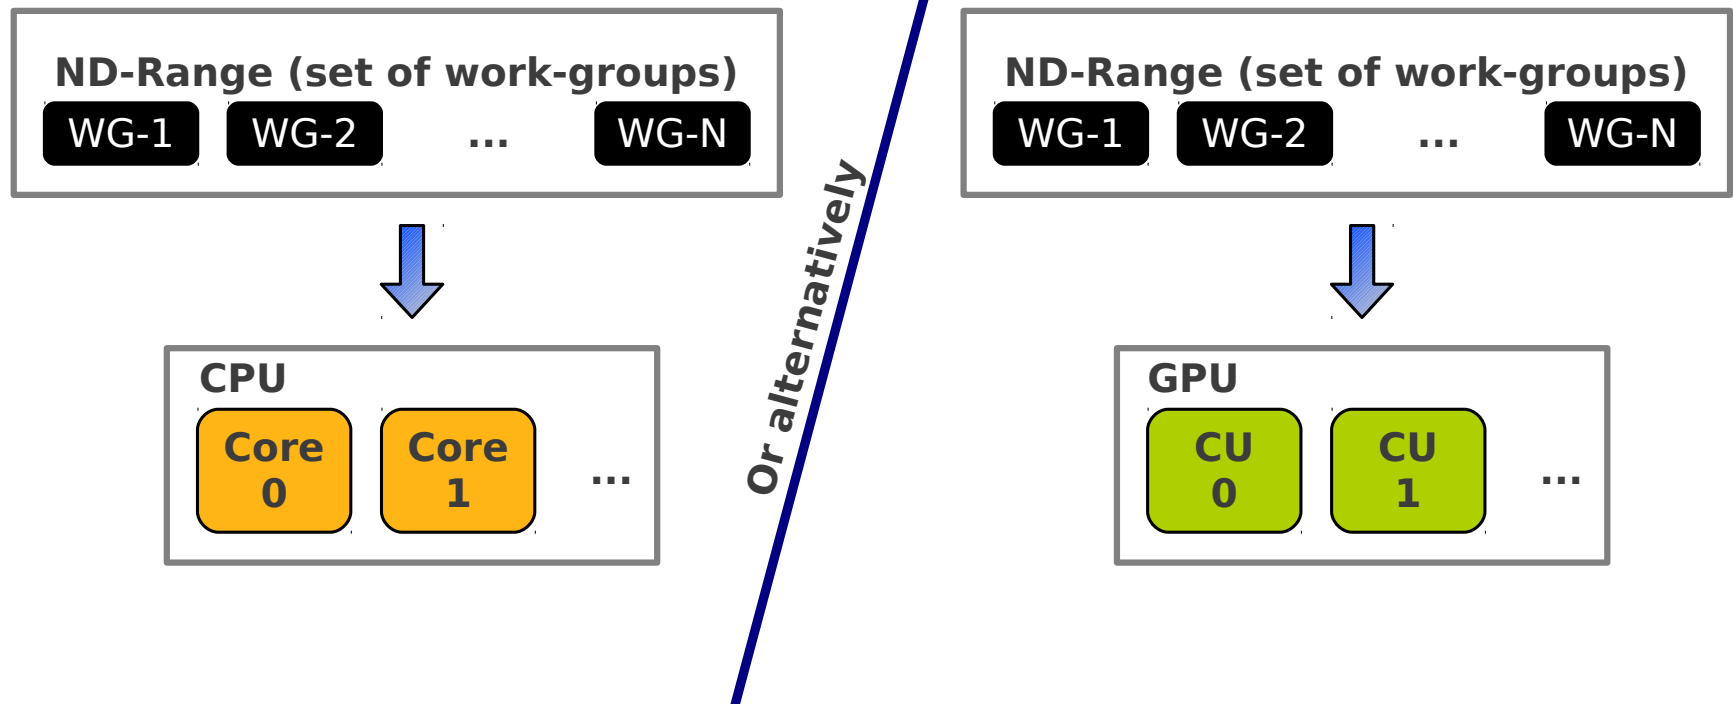 ND-Range (set of work-groups)
WG-1 WG-2 ... WG-N
CPU
Core 0
Core 1
...
Or alternatively
ND-Range (set of work-groups)
WG-1 WG-2 ... WG-N
GPU
CU 0
CU 1
...